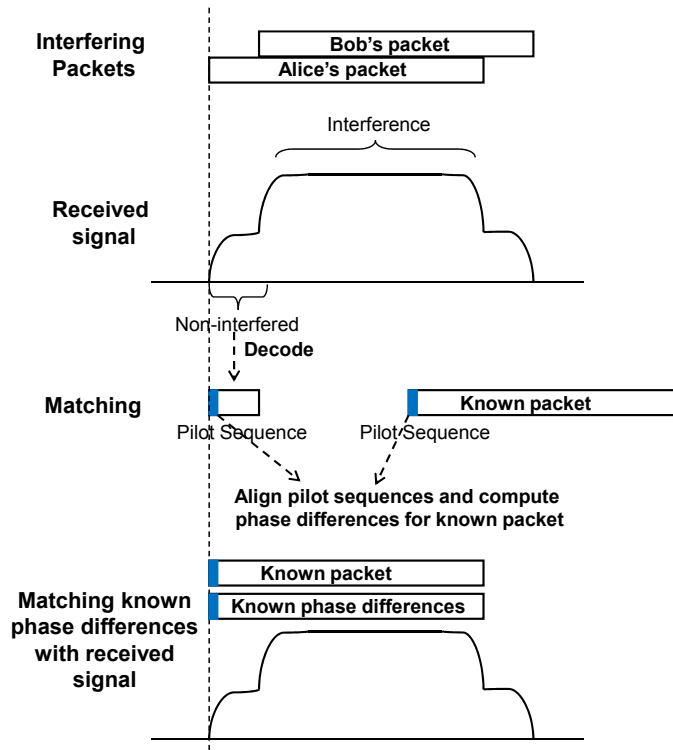 Interfering
Packets
Bob's packet
Alice's packet
Interference
Received
signal
Non-interfered
Decode
Matching
Known packet
Pilot Sequence
Pilot Sequence
Align pilot sequences and compute
phase differences for known packet
Known packet
Known phase differences
Matching known
phase differences
with received
signal